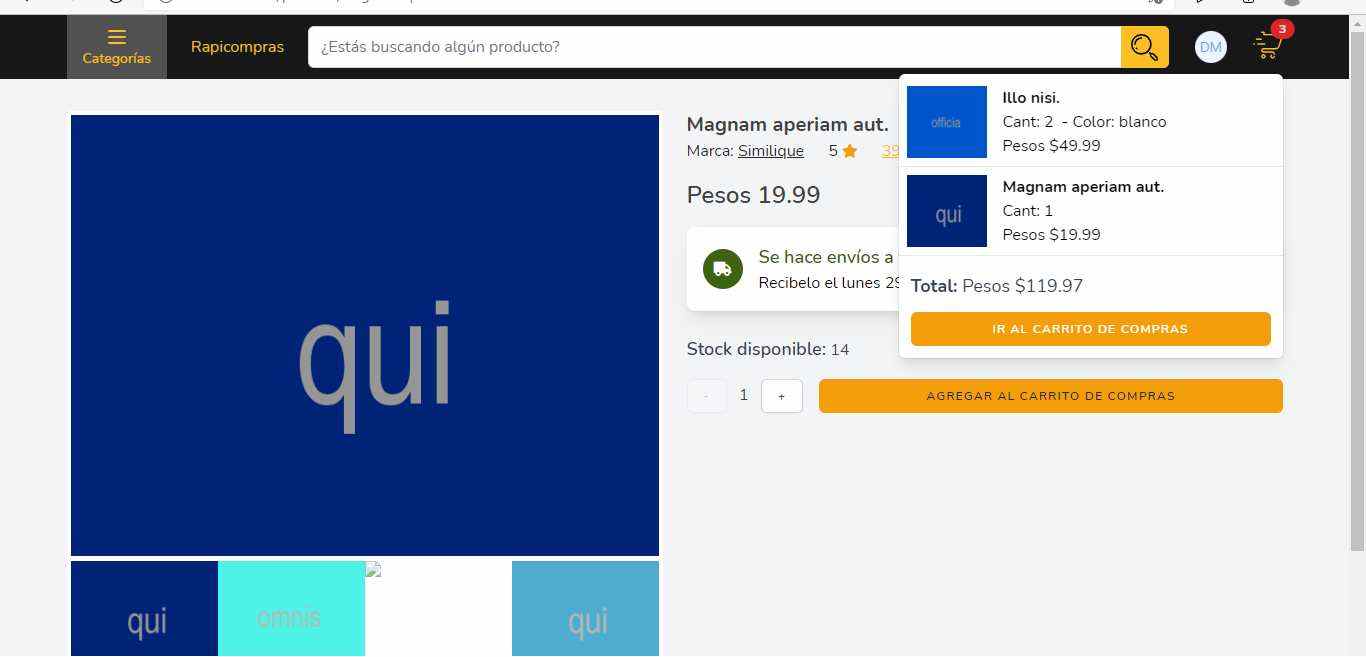 Categorías
Rapicompras
¿Estás buscando algún producto?
DM
3
officia
Illo nisi.
Cant: 2 - Color: blanco
Pesos $49.99
qui
Magnam aperiam aut.
Cant: 1
Pesos $19.99
Total: Pesos $119.97
IR AL CARRITO DE COMPRAS
qui
Magnam aperiam aut.
Marca: Similique 5 39
Pesos 19.99
Se hace envíos a
Recibelo el lunes 29
Stock disponible: 14
- 1 +
AGREGAR AL CARRITO DE COMPRAS
qui
omnis
qui